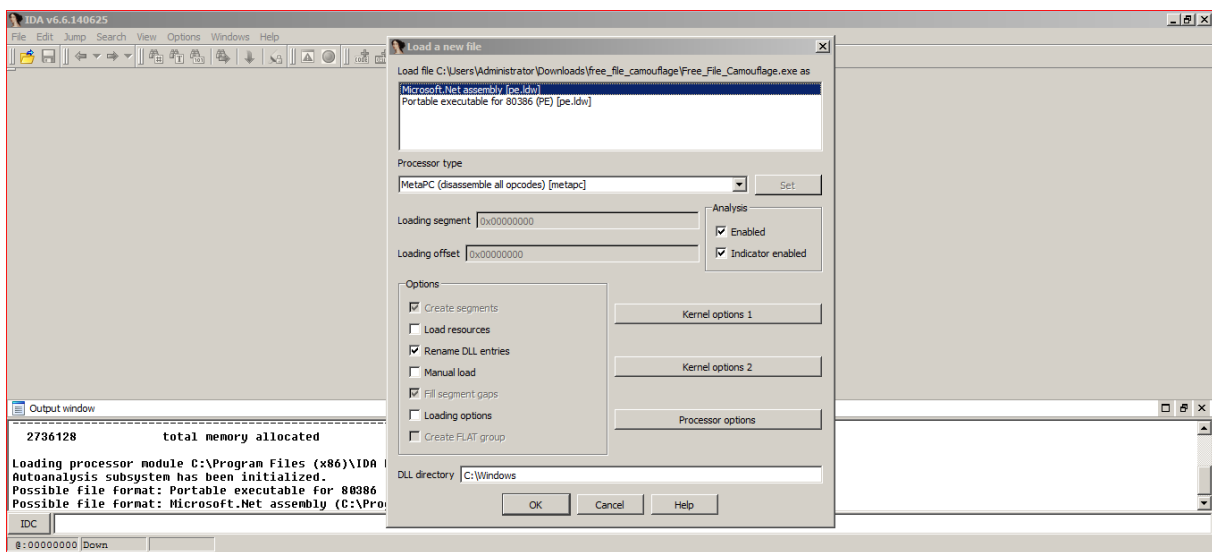 IDA v6.6.140625
File Edit Jump Search View Options Windows Help
Load a new file
Load file C:\Users\Administrator\Downloads\free_file_camouflage\Free_File_Camouflage.exe as
Microsoft.Net assembly [pe.ldw]
Portable executable for 80386 (PE) [pe.ldw]
Processor type
MetaPC (disassemble all opcodes) [metapc]
Set
Analysis
Loading segment 0x00000000
Enabled
Loading offset 0x00000000
Indicator enabled
Options
Create segments
Kernel options 1
Load resources
Rename DLL entries
Manual load
Kernel options 2
Fill segment gaps
Loading options
Processor options
Create FLAT group
DLL directory C:\Windows
OK Cancel Help
Output window
2736128 total memory allocated
Loading processor module C:\Program Files (x86)\IDA
Autoanalysis subsystem has been initialized.
Possible file format: Portable executable for 80386
Possible file format: Microsoft.Net assembly (C:\Pro
IDC
@:00000000 Down